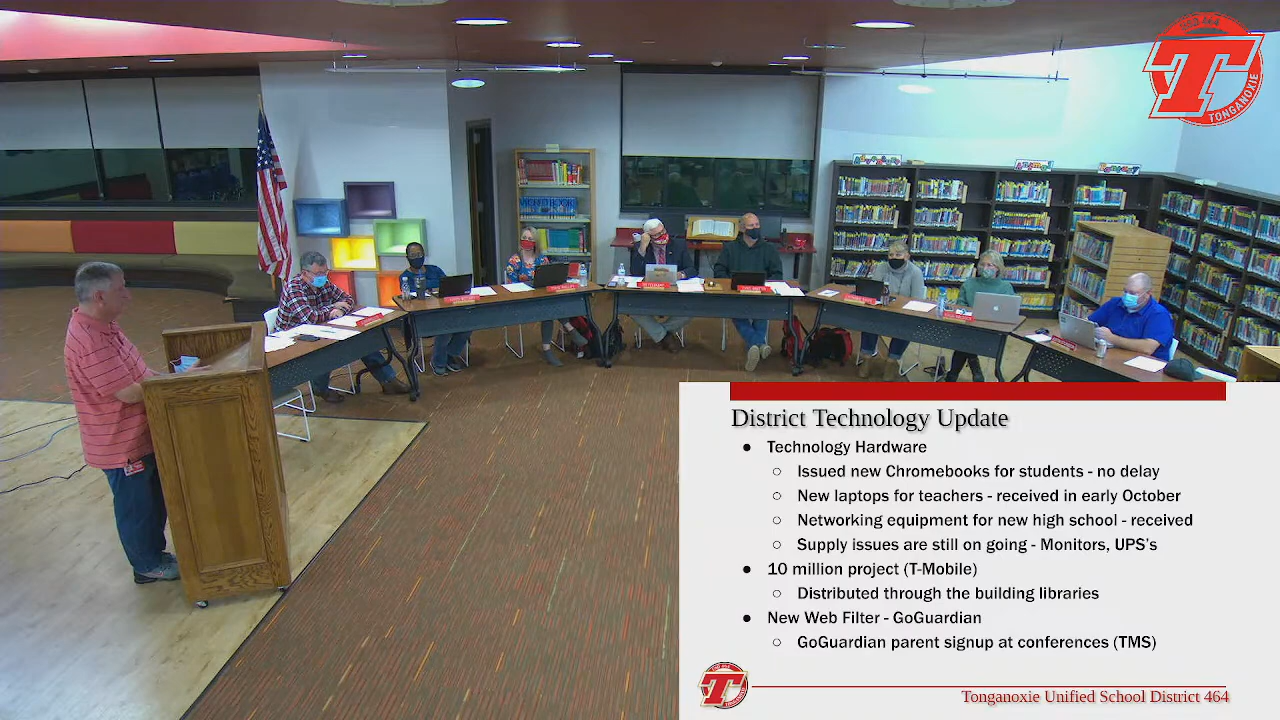 USD 464
T
TONGANOXIE
District Technology Update
● Technology Hardware
○ Issued new Chromebooks for students - no delay
○ New laptops for teachers - received in early October
○ Networking equipment for new high school - received
○ Supply issues are still on going - Monitors, UPS's
● 10 million project (T-Mobile)
○ Distributed through the building libraries
● New Web Filter - GoGuardian
○ GoGuardian parent signup at conferences (TMS)
T
Tonganoxie Unified School District 464